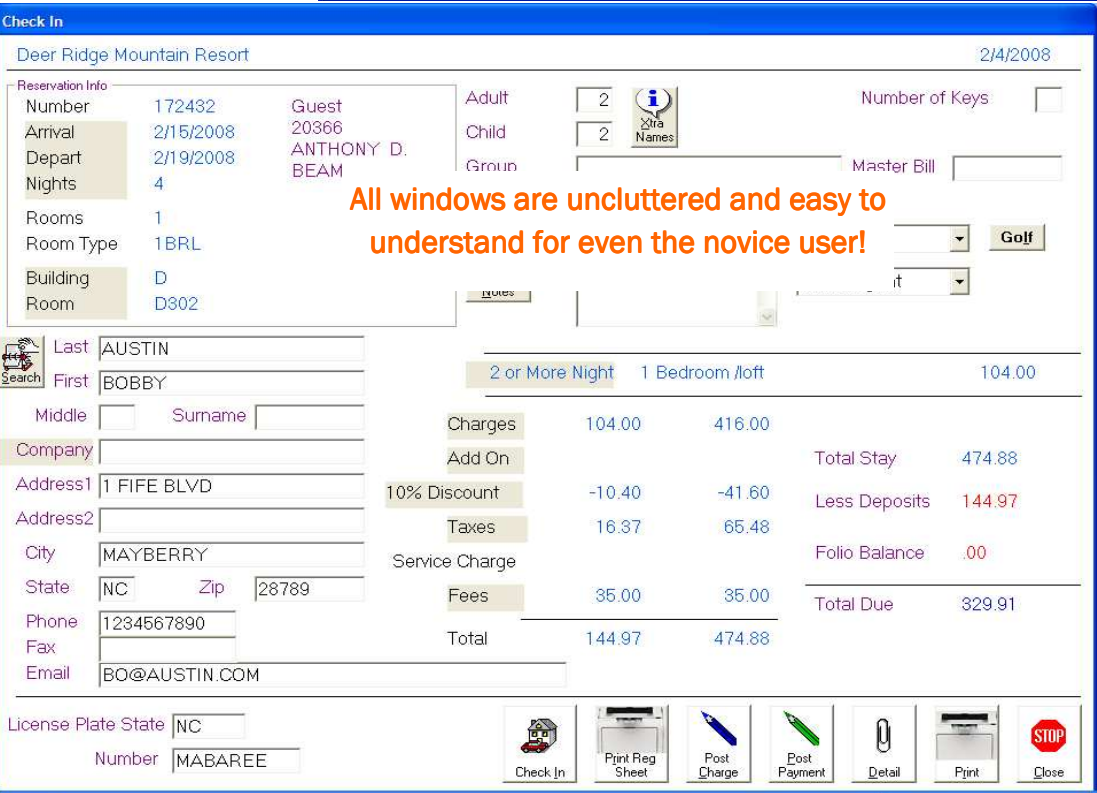 Check In
Deer Ridge Mountain Resort 2/4/2008
Reservation Info
Number 172432 Guest
Arrival 2/15/2008 20366
Depart 2/19/2008 ANTHONY D.
Nights 4 BEAM
Rooms 1
Room Type 1BRL
Building D
Room D302
Adult 2
Child 2
Xtra
Names
Group
Number of Keys
Master Bill
All windows are uncluttered and easy to
understand for even the novice user!
Golf
Notes
Search
Last AUSTIN
First BOBBY
Middle Surname
Company
Address1 1 FIFE BLVD
Address2
City MAYBERRY
State NC Zip 28789
Phone 1234567890
Fax
Email BO@AUSTIN.COM
2 or More Night 1 Bedroom /loft 104.00
Charges 104.00 416.00
Add On
10% Discount -10.40 -41.60
Taxes 16.37 65.48
Service Charge
Fees 35.00 35.00
Total 144.97 474.88
Total Stay 474.88
Less Deposits 144.97
Folio Balance .00
Total Due 329.91
License Plate State NC
Number MABAREE
Check In
Print Reg
Sheet
Post
Charge
Post
Payment
Detail
Print
STOP
Close